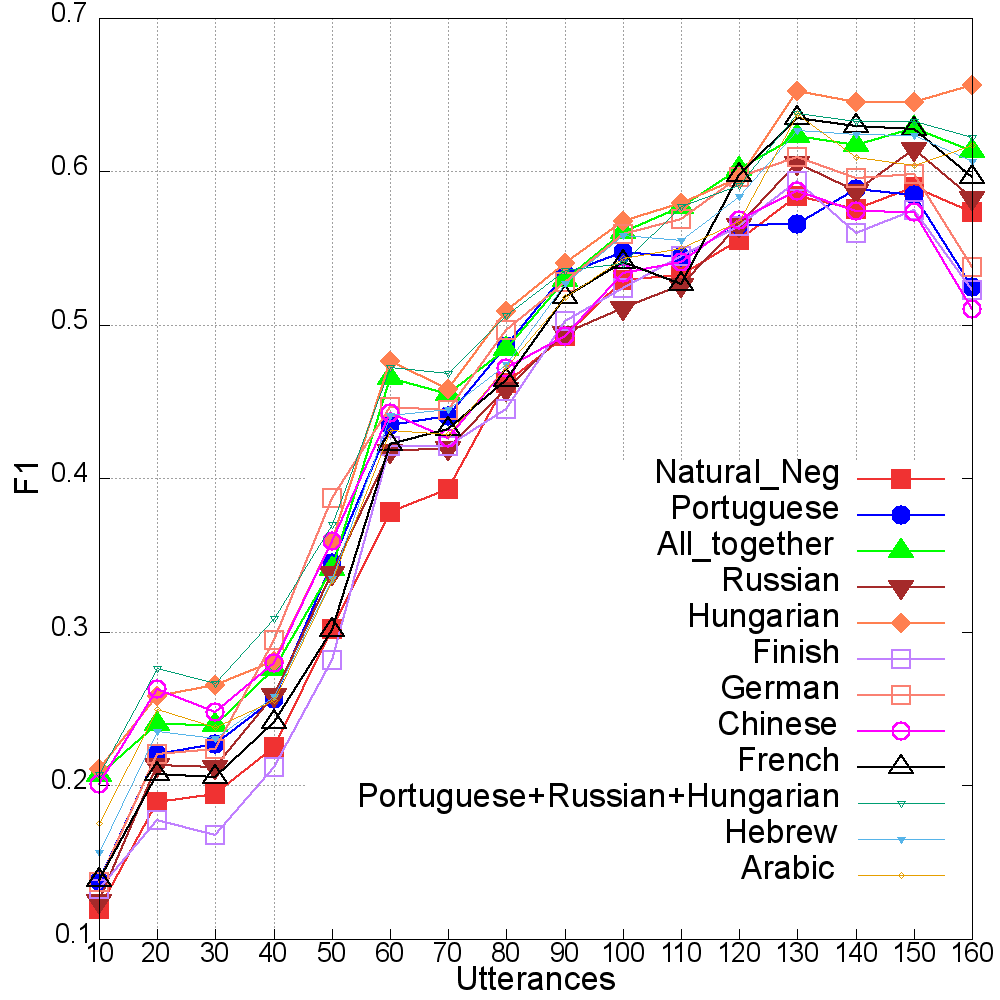 0.7
0.6
0.5
0.4
0.3
0.2
0.1
F1
Natural_Neg
Portuguese
All_together
Russian
Hungarian
Finish
German
Chinese
French
Portuguese+Russian+Hungarian
Hebrew
Arabic
10 20 30 40 50 60 70 80 90 100 110 120 130 140 150 160
Utterances